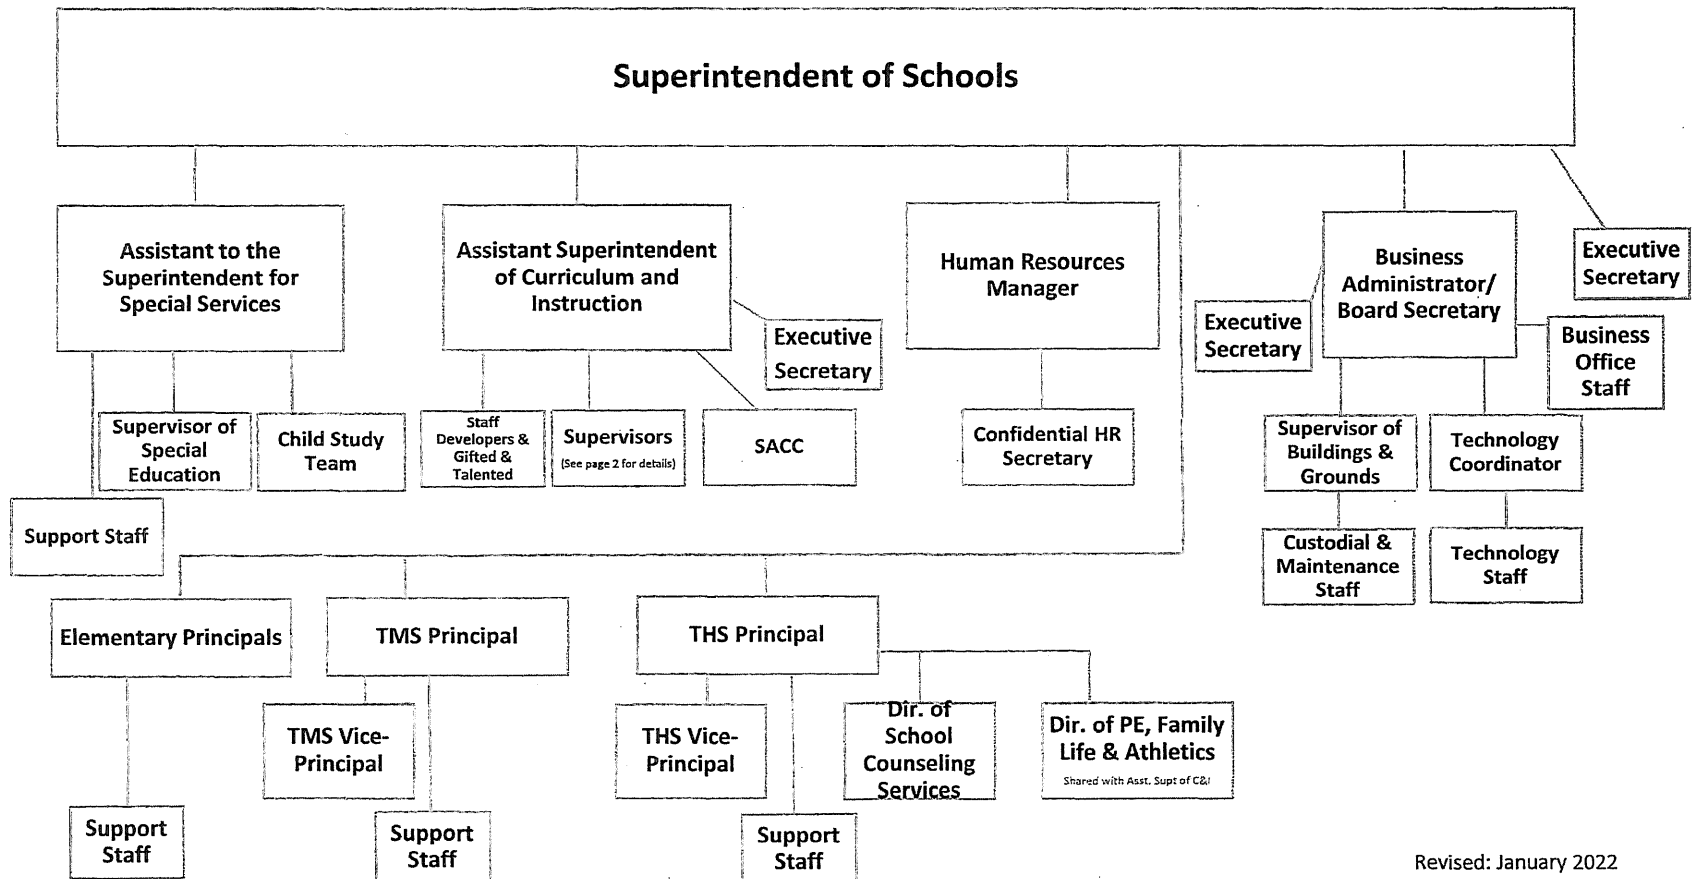 Superintendent of Schools
Assistant to the
Superintendent for
Special Services
Assistant Superintendent
of Curriculum and
Instruction
Human Resources
Manager
Business
Administrator/
Board Secretary
Executive
Secretary
Executive
Secretary
Executive
Secretary
Business
Office
Staff
Supervisor of
Special
Education
Child Study
Team
Staff
Developers &
Gifted &
Talented
Supervisors
(See page 2 for details)
SACC
Confidential HR
Secretary
Supervisor of
Buildings &
Grounds
Technology
Coordinator
Support Staff
Custodial &
Maintenance
Staff
Technology
Staff
Elementary Principals
TMS Principal
THS Principal
TMS Vice-
Principal
THS Vice-
Principal
Dir. of
School
Counseling
Services
Dir. of PE, Family
Life & Athletics
Shared with Asst. Supt of C&I
Support
Staff
Support
Staff
Support
Staff
Revised: January 2022